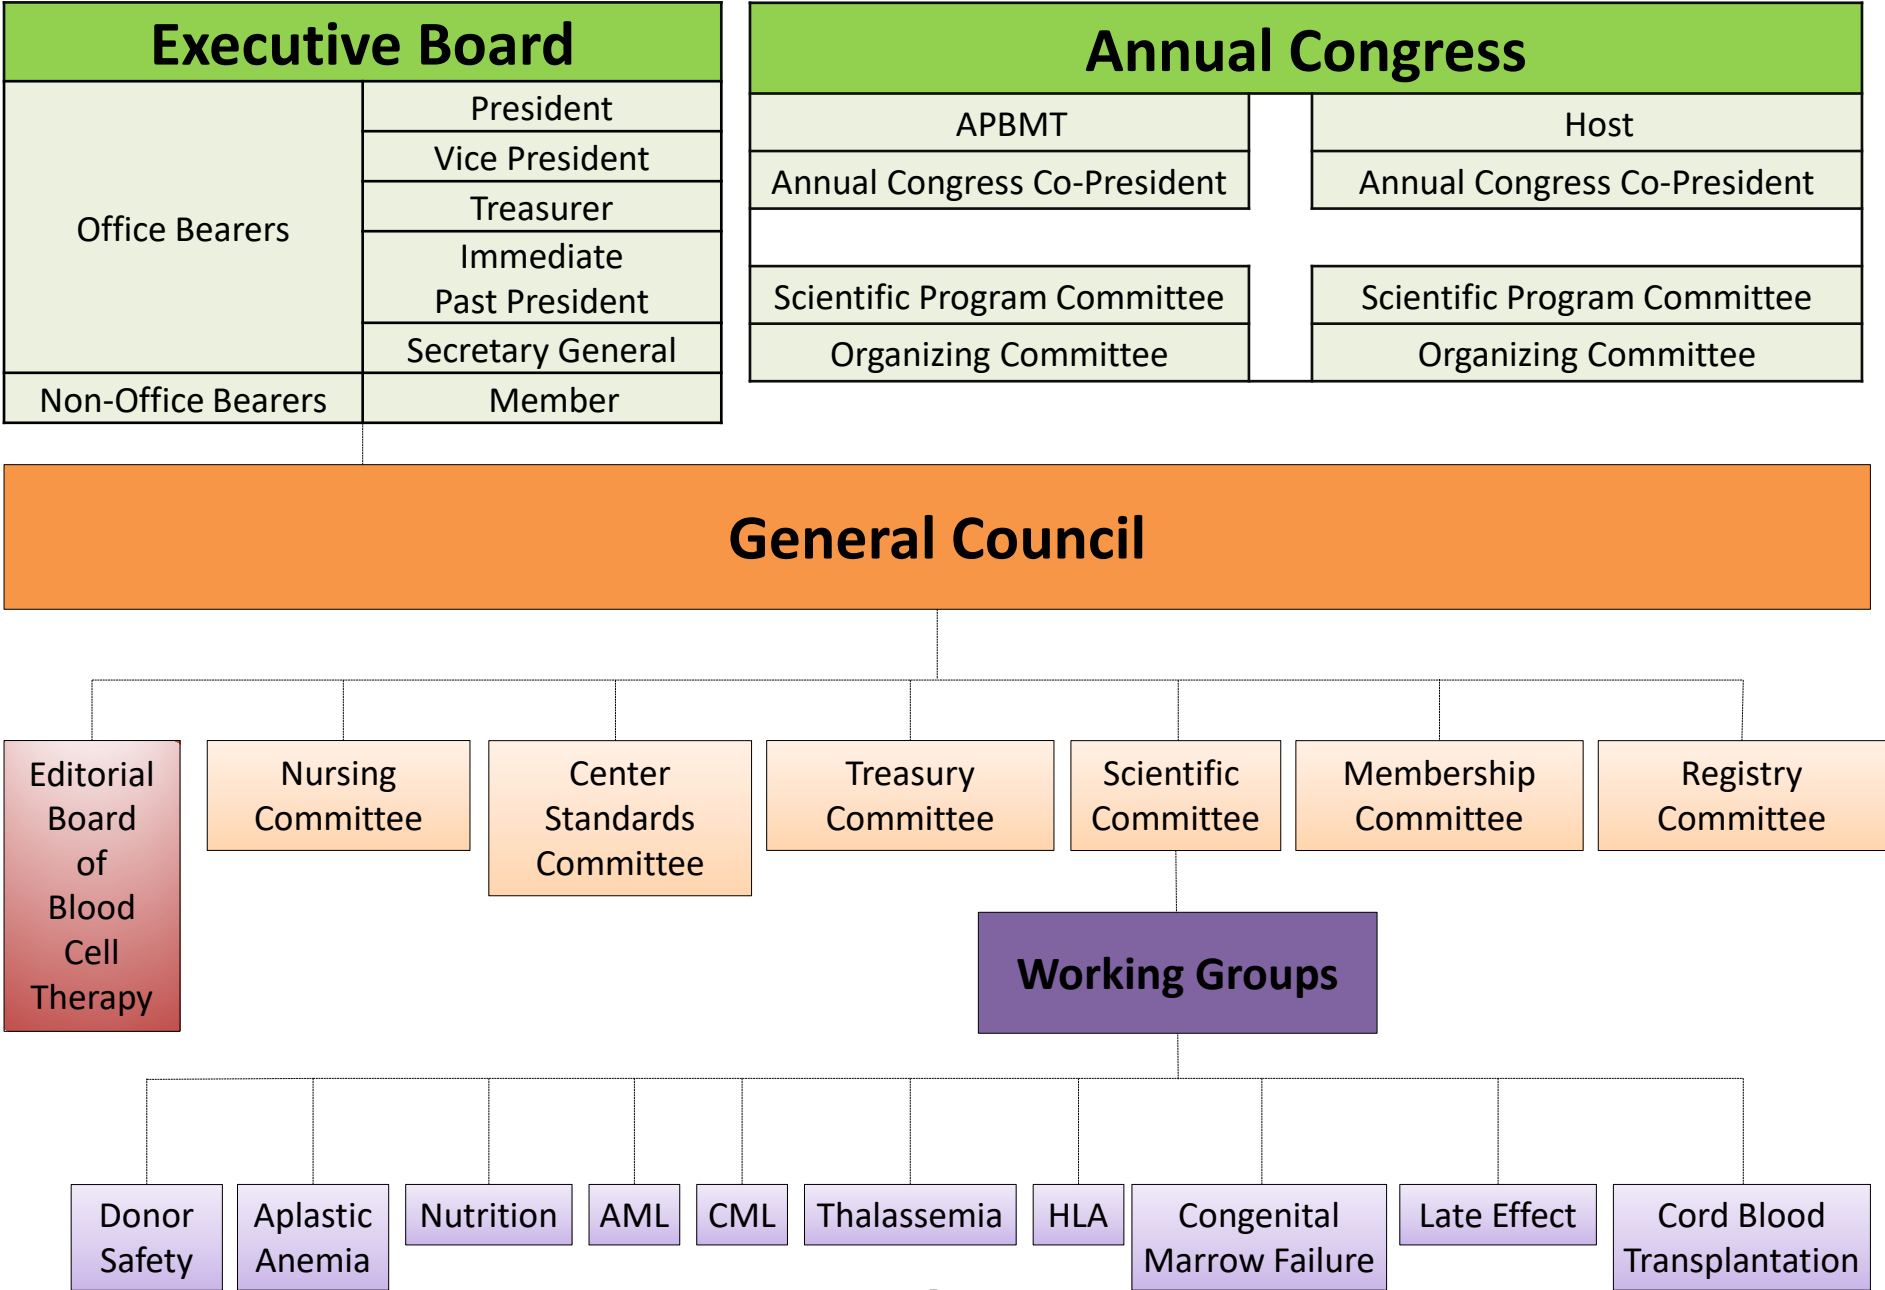 Executive Board
Office Bearers
President
Vice President
Treasurer
Immediate
Past President
Secretary General
Non-Office Bearers
Member
Annual Congress
APBMT
Host
Annual Congress Co-President
Annual Congress Co-President
Scientific Program Committee
Scientific Program Committee
Organizing Committee
Organizing Committee
General Council
Editorial
Board
of
Blood
Cell
Therapy
Nursing
Committee
Center
Standards
Committee
Treasury
Committee
Scientific
Committee
Membership
Committee
Registry
Committee
Working Groups
Donor
Safety
Aplastic
Anemia
Nutrition
AML
CML
Thalassemia
HLA
Congenital
Marrow Failure
Late Effect
Cord Blood
Transplantation